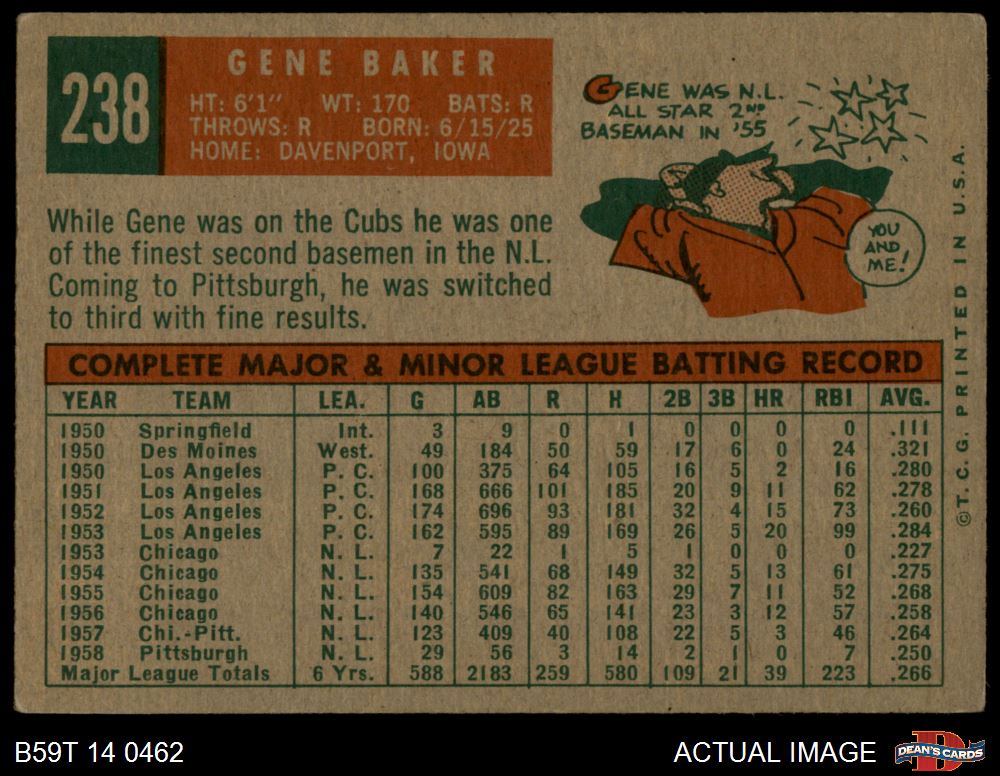 238
GENE BAKER
HT: 6'1" WT: 170 BATS: R
THROWS: R BORN: 6/15/25
HOME: DAVENPORT, IOWA
GENE WAS N.L.
ALL STAR 2ND
BASEMAN IN '55
YOU
AND
ME!
While Gene was on the Cubs he was one
of the finest second basemen in the N.L.
Coming to Pittsburgh, he was switched
to third with fine results.
COMPLETE MAJOR & MINOR LEAGUE BATTING RECORD
YEAR TEAM LEA. G AB R H 2B 3B HR RBI AVG.
1950 Springfield Int. 3 9 0 1 0 0 0 0 .111
1950 Des Moines West. 49 184 50 59 17 6 0 24 .321
1950 Los Angeles P. C. 100 375 64 105 16 5 2 16 .280
1951 Los Angeles P. C. 168 666 101 185 20 9 11 62 .278
1952 Los Angeles P. C. 174 696 93 181 32 4 15 73 .260
1953 Los Angeles P. C. 162 595 89 169 26 5 20 99 .284
1953 Chicago N. L. 7 22 1 5 1 0 0 0 .227
1954 Chicago N. L. 135 541 68 149 32 5 13 61 .275
1955 Chicago N. L. 154 609 82 163 29 7 11 52 .268
1956 Chicago N. L. 140 546 65 141 23 3 12 57 .258
1957 Chi.-Pitt. N. L. 123 409 40 108 22 5 3 46 .264
1958 Pittsburgh N. L. 29 56 3 14 2 1 0 7 .250
Major League Totals 6 Yrs. 588 2183 259 580 109 21 39 223 .266
©T. C. G. PRINTED IN U.S.A.
B59T 14 0462
ACTUAL IMAGE
D
DEAN'S CARDS